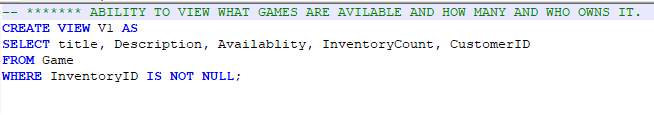 -- ******* ABILITY TO VIEW WHAT GAMES ARE AVILABLE AND HOW MANY AND WHO OWNS IT.
CREATE VIEW V1 AS
SELECT title, Description, Availablity, InventoryCount, CustomerID
FROM Game
WHERE InventoryID IS NOT NULL;